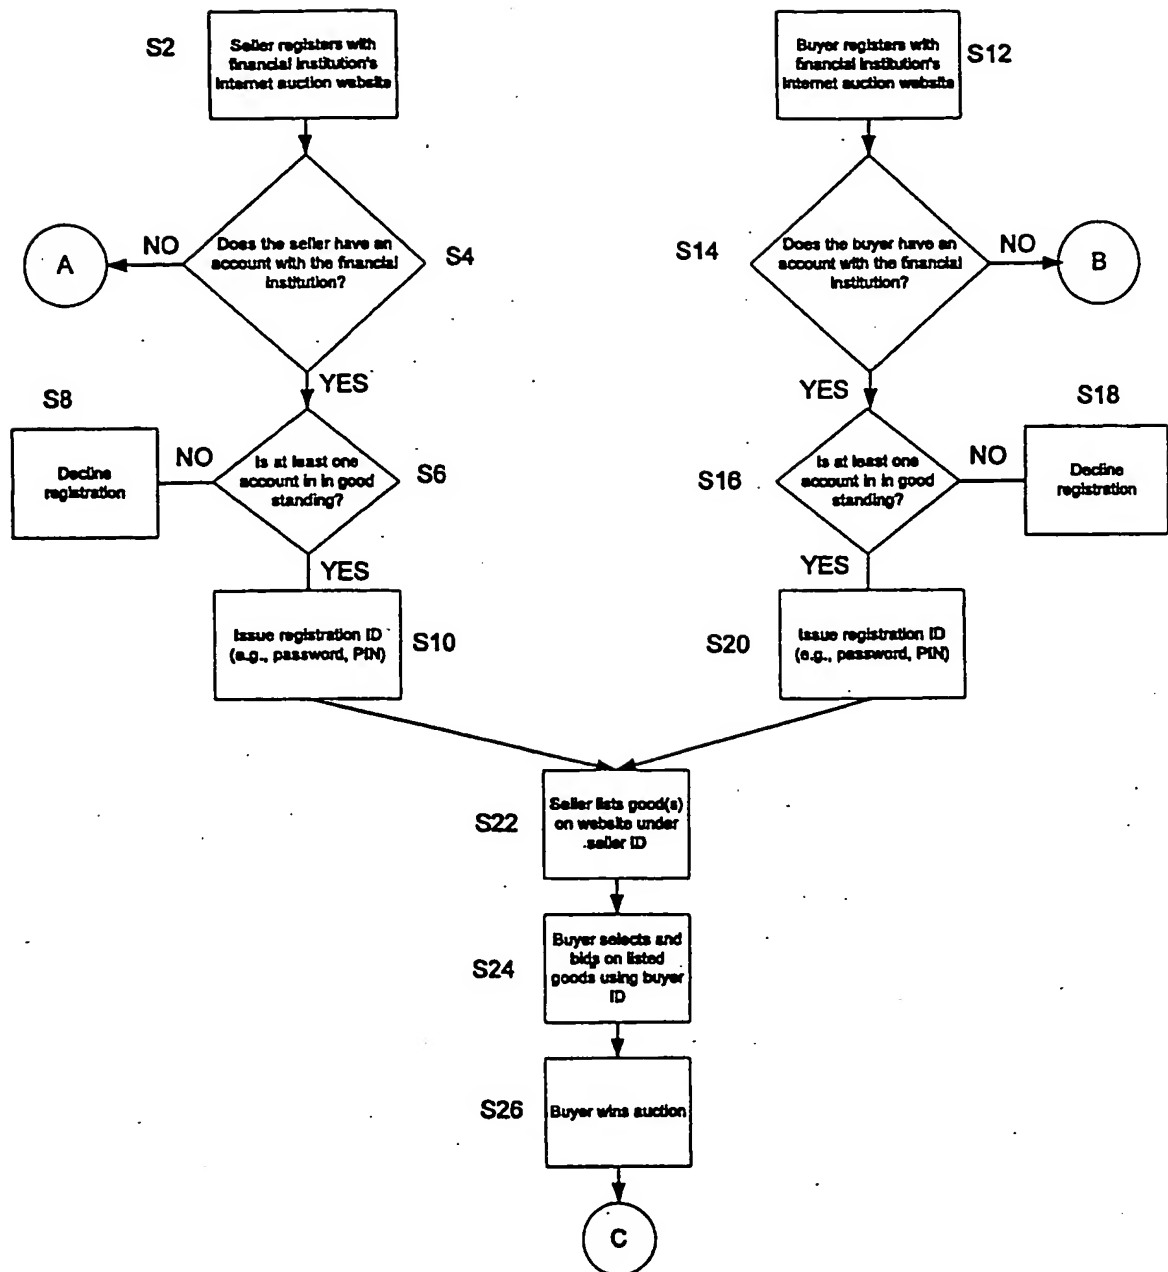 S2
Seller registers with
financial institution's
Internet auction website
Buyer registers with
financial institution's
Internet auction website
S12
A
NO
Does the seller have an
account with the financial
institution?
S4
S14
Does the buyer have an
account with the financial
institution?
NO
B
YES
YES
S8
Decline
registration
NO
Is at least one
account in in good
standing?
S6
S16
Is at least one
account in in good
standing?
NO
S18
Decline
registration
YES
YES
Issue registration ID
(e.g., password, PIN)
S10
S20
Issue registration ID
(e.g., password, PIN)
S22
Seller lists good(s)
on website under
seller ID
S24
Buyer selects and
bids on listed
goods using buyer
ID
S26
Buyer wins auction
C